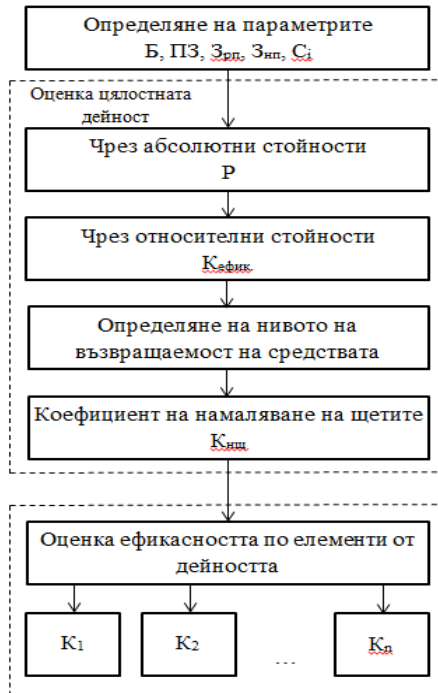 Определяне на параметрите
Б, ПЗ, Зрп, Знп, Сi
Оценка цялостната
дейност
Чрез абсолютни стойности
Р
Чрез относителни стойности
Кефик.
Определяне на нивото на
възвращаемост на средствата
Коефициент на намаляване на щетите
Кнщ
Оценка ефикасността по елементи от
дейността
К1
К2
...
Кn